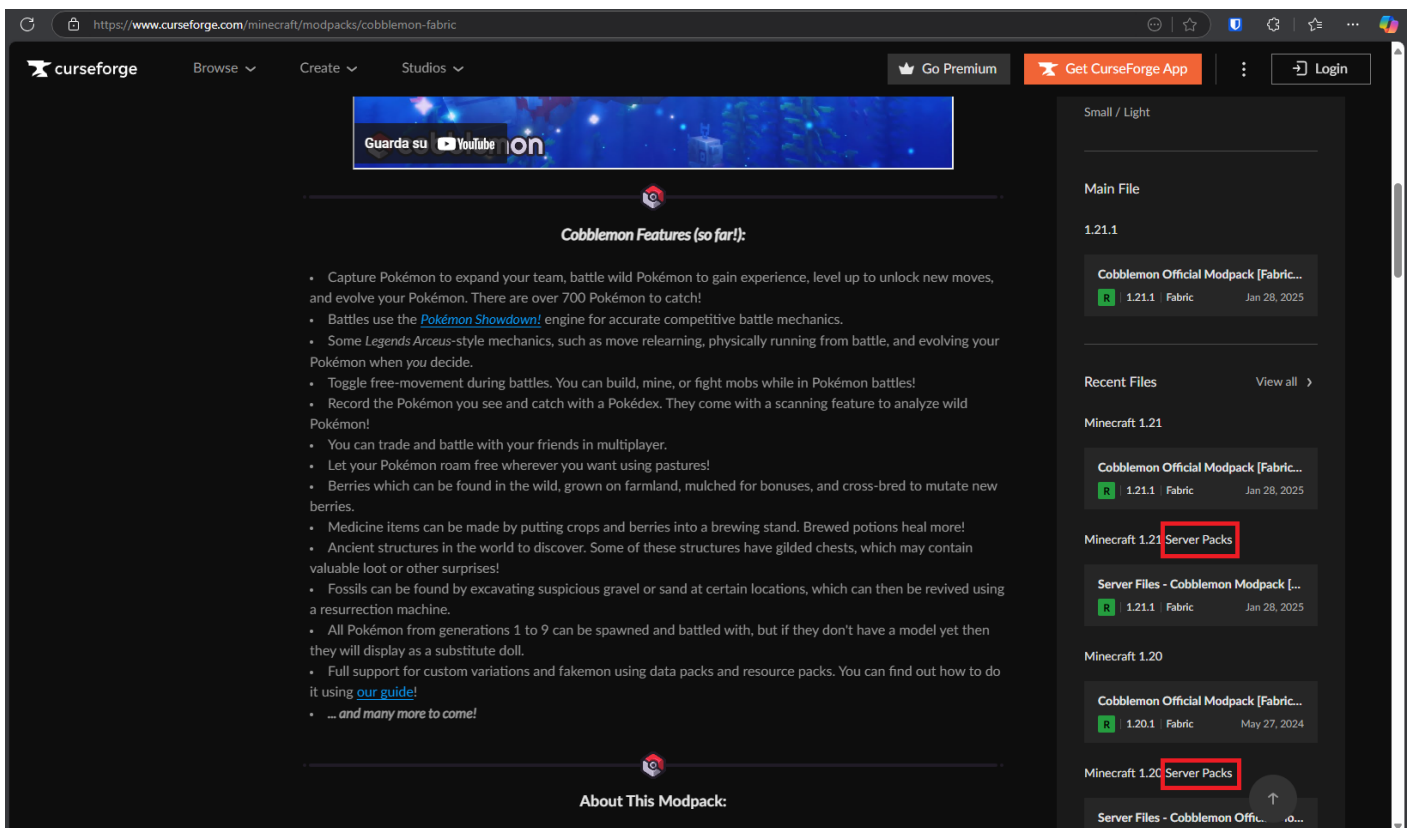 https://www.curseforge.com/minecraft/modpacks/cobblemon-fabric
curseforge
Browse
Create
Studios
Go Premium
Get CurseForge App
Login
Guarda su YouTube
Cobblemon Features (so far!):
• Capture Pokémon to expand your team, battle wild Pokémon to gain experience, level up to unlock new moves,
and evolve your Pokémon. There are over 700 Pokémon to catch!
• Battles use the Pokémon Showdown! engine for accurate competitive battle mechanics.
• Some Legends Arceus-style mechanics, such as move relearning, physically running from battle, and evolving your
Pokémon when you decide.
• Toggle free-movement during battles. You can build, mine, or fight mobs while in Pokémon battles!
• Record the Pokémon you see and catch with a Pokédex. They come with a scanning feature to analyze wild
Pokémon!
• You can trade and battle with your friends in multiplayer.
• Let your Pokémon roam free wherever you want using pastures!
• Berries which can be found in the wild, grown on farmland, mulched for bonuses, and cross-bred to mutate new
berries.
• Medicine items can be made by putting crops and berries into a brewing stand. Brewed potions heal more!
• Ancient structures in the world to discover. Some of these structures have gilded chests, which may contain
valuable loot or other surprises!
• Fossils can be found by excavating suspicious gravel or sand at certain locations, which can then be revived using
a resurrection machine.
• All Pokémon from generations 1 to 9 can be spawned and battled with, but if they don't have a model yet then
they will display as a substitute doll.
• Full support for custom variations and fakemon using data packs and resource packs. You can find out how to do
it using our guide!
• ... and many more to come!
About This Modpack:
Small / Light
Main File
1.21.1
Cobblemon Official Modpack [Fabric...
R 1.21.1 Fabric Jan 28, 2025
Recent Files View all
Minecraft 1.21
Cobblemon Official Modpack [Fabric...
R 1.21.1 Fabric Jan 28, 2025
Minecraft 1.21 Server Packs
Server Files - Cobblemon Modpack [...
R 1.21.1 Fabric Jan 28, 2025
Minecraft 1.20
Cobblemon Official Modpack [Fabric...
R 1.20.1 Fabric May 27, 2024
Minecraft 1.20 Server Packs
Server Files - Cobblemon